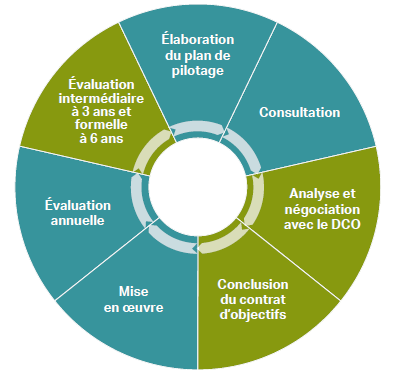 Élaboration
du plan de
pilotage
Consultation
Analyse et
négociation
avec le DCO
Conclusion
du contrat
d'objectifs
Mise
en œuvre
Évaluation
annuelle
Évaluation
intermédiaire
à 3 ans et
formelle
à 6 ans